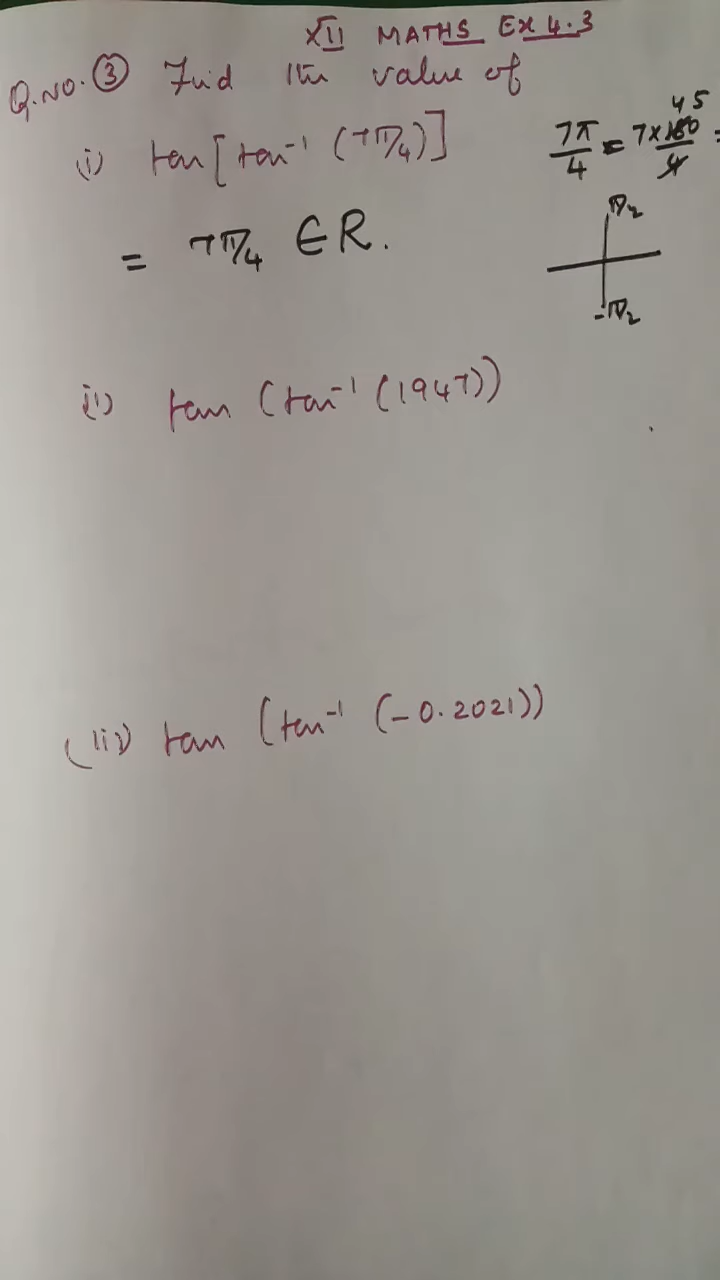 XII MATHS EX 4.3
Q.NO. ③ Find the value of
(i) tan[tan⁻¹ (7π/4)]
7π/4 = 7×180/4 =
45
= 7π/4 ∈ R.
π/2
-π/2
ii) tan (tan⁻¹ (1947))
(iii) tan (tan⁻¹ (-0.2021))